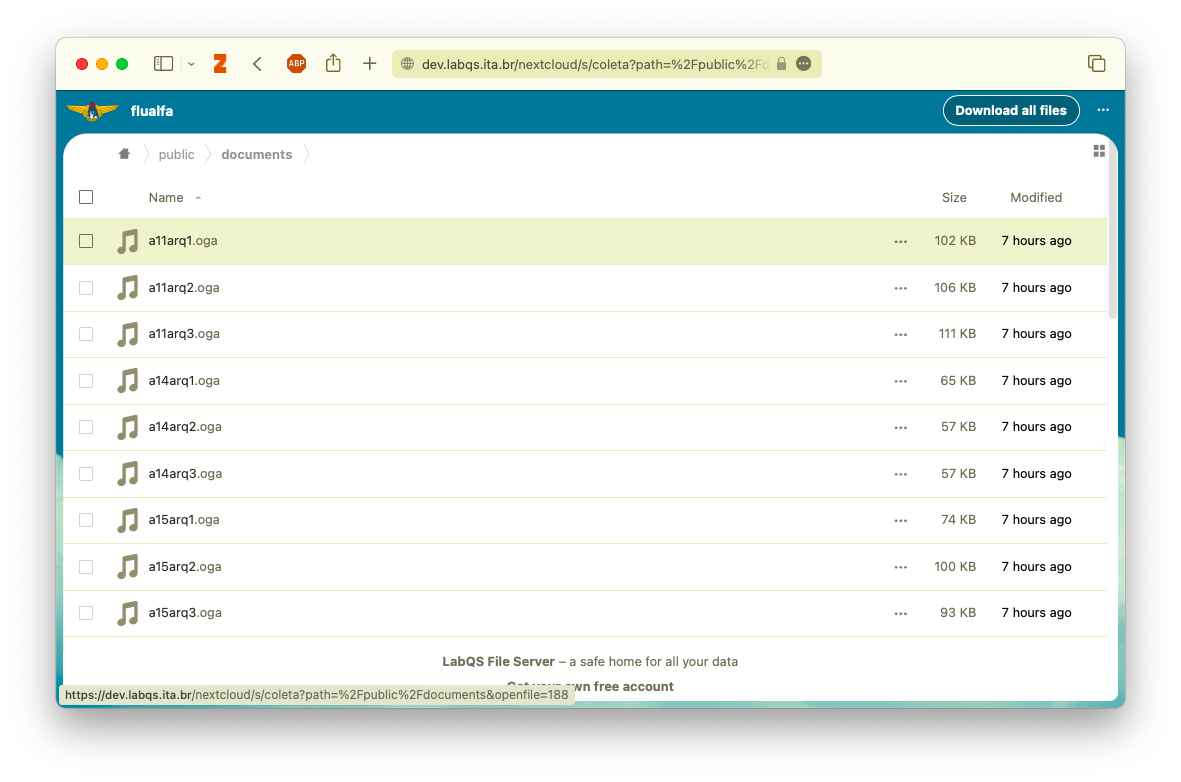 ABP
dev.labqs.ita.br/nextcloud/s/coleta?path=%2Fpublic%2Fd
flualfa
Download all files
public
documents
Name
Size
Modified
a11arq1.oga
102 KB
7 hours ago
a11arq2.oga
106 KB
7 hours ago
a11arq3.oga
111 KB
7 hours ago
a14arq1.oga
65 KB
7 hours ago
a14arq2.oga
57 KB
7 hours ago
a14arq3.oga
57 KB
7 hours ago
a15arq1.oga
74 KB
7 hours ago
a15arq2.oga
100 KB
7 hours ago
a15arq3.oga
93 KB
7 hours ago
LabQS File Server – a safe home for all your data
Get your own free account
https://dev.labqs.ita.br/nextcloud/s/coleta?path=%2Fpublic%2Fdocuments&openfile=188